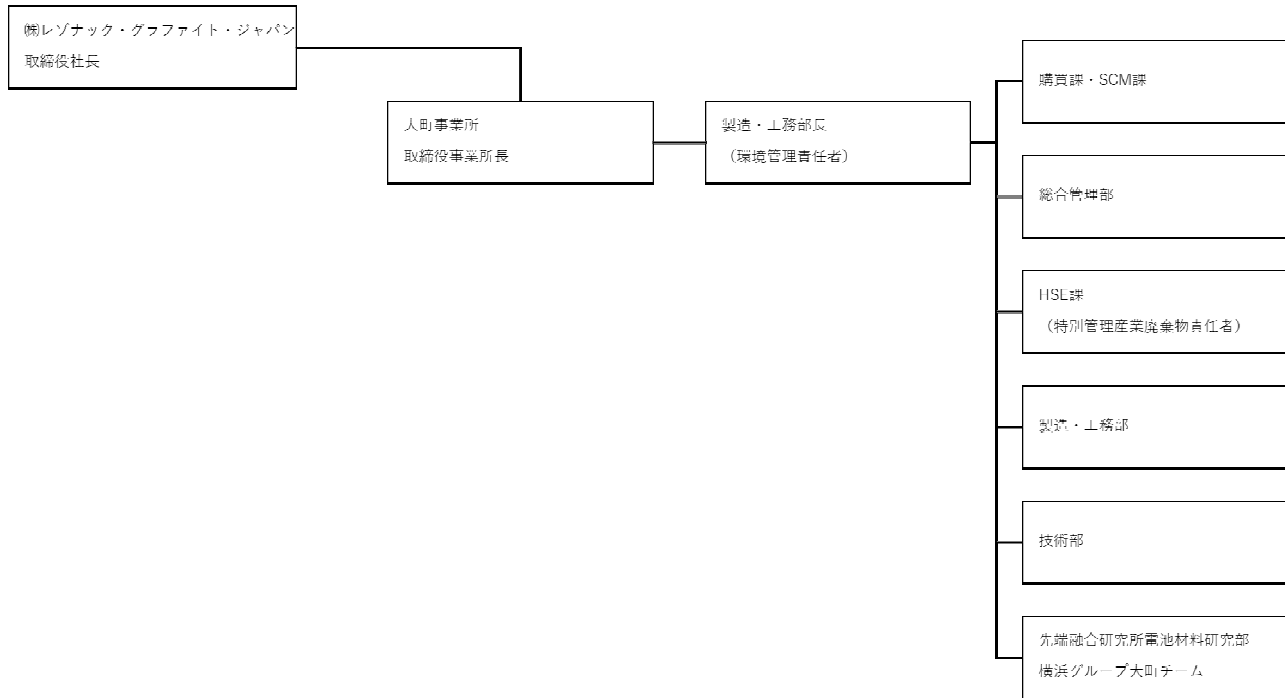 ㈱レゾナック・グラファイト・ジャパン
取締役社長
大町事業所
取締役事業所長
製造・工務部長
（環境管理責任者）
購買課・SCM課
総合管理部
HSE課
（特別管理産業廃棄物責任者）
製造・工務部
技術部
先端融合研究所電池材料研究部
横浜グループ大町チーム